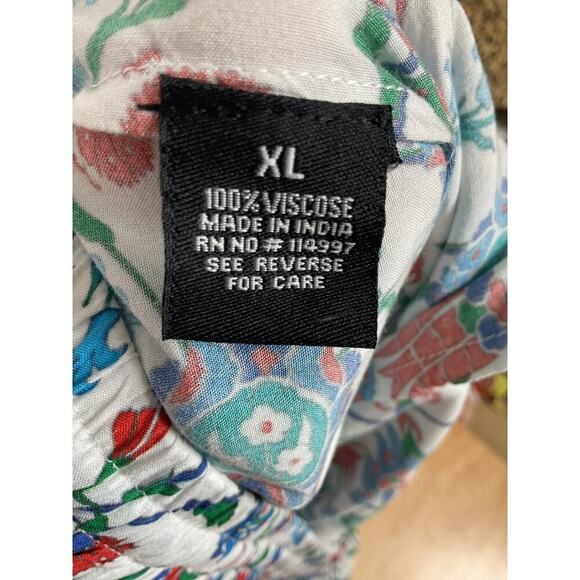 XL
100% VISCOSE
MADE IN INDIA
RN NO # 114997
SEE REVERSE
FOR CARE